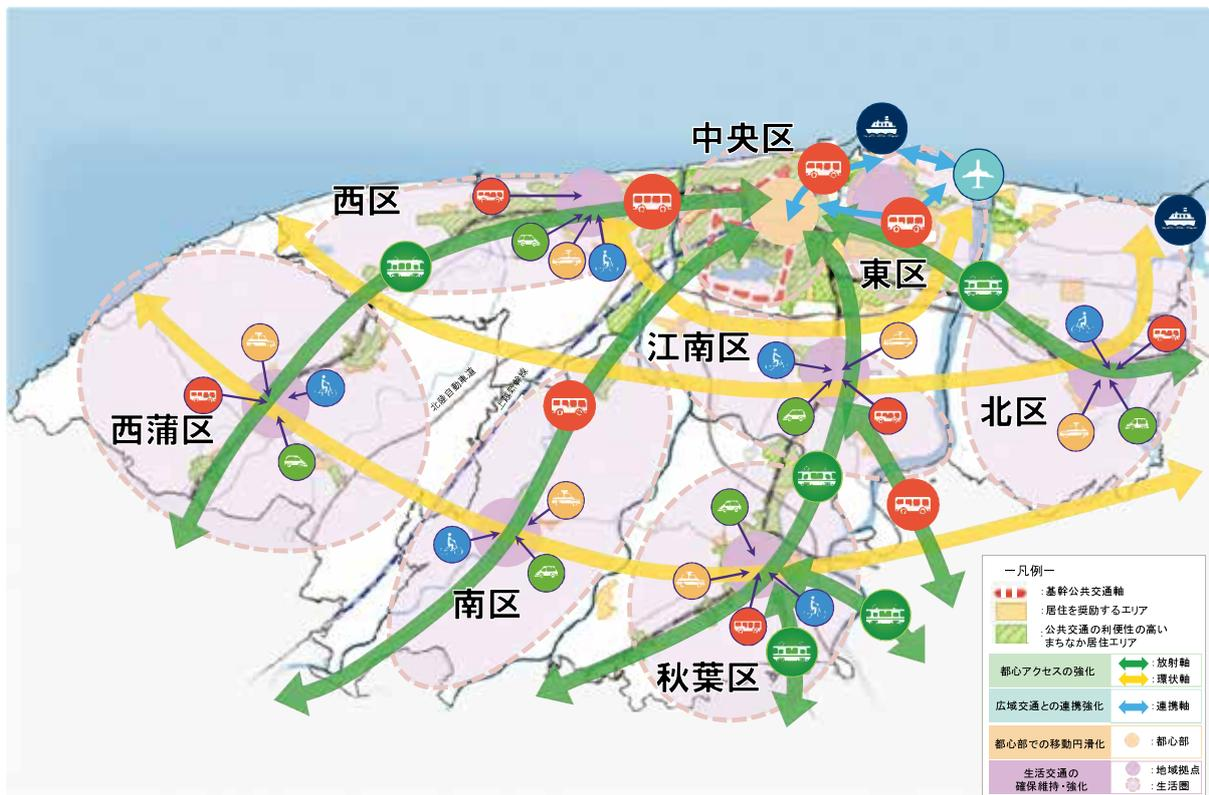 中央区
西区
東区
江南区
北区
西蒲区
北陸自動車道
上越新幹線
南区
秋葉区
―凡例―
：基幹公共交通軸
：居住を奨励するエリア
：公共交通の利便性の高い
まちなか居住エリア
都心アクセスの強化
：放射軸
：環状軸
広域交通との連携強化
：連携軸
都心部での移動円滑化
：都心部
生活交通の
確保維持・強化
：地域拠点
：生活圏